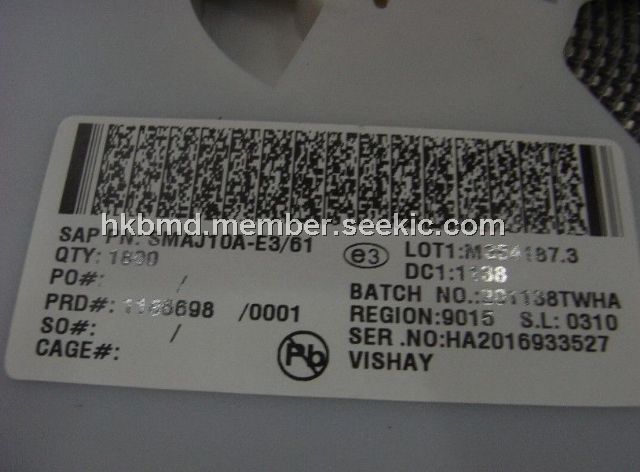 hkbmd.member.seekic.com
SAP PN: SMAJ10A-E3/61
QTY: 1800
PO#: /
PRD#: /0001
SO#: /
CAGE#:
e3
LOT1:
DC1:1138
BATCH NO.:
REGION:9015 S.L: 0310
SER .NO:HA2016933527
VISHAY
Pb